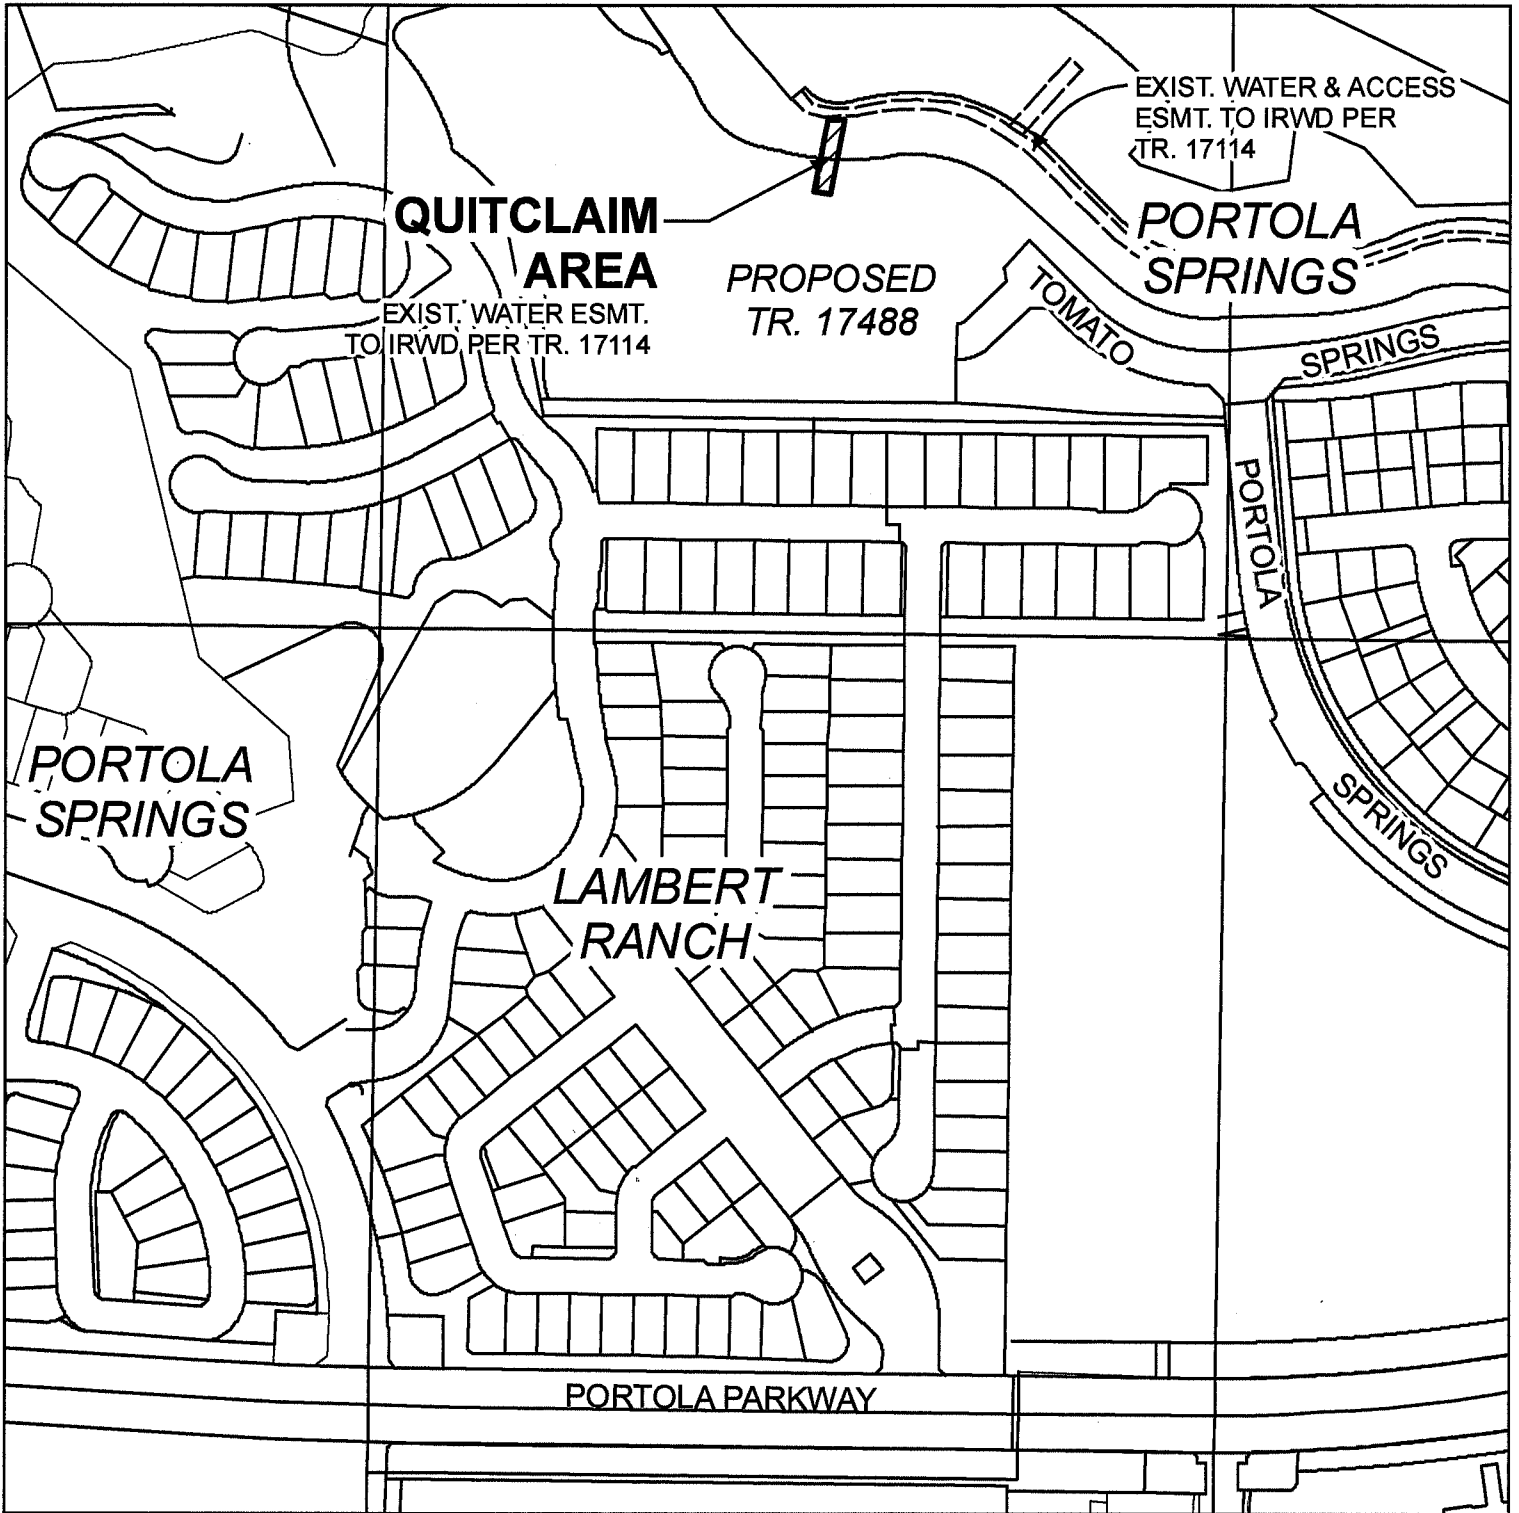 EXIST. WATER & ACCESS
ESMT. TO IRWD PER
TR. 17114
QUITCLAIM
AREA
EXIST. WATER ESMT.
TO IRWD PER TR. 17114
PROPOSED
TR. 17488
PORTOLA
SPRINGS
TOMATO
SPRINGS
PORTOLA
SPRINGS
PORTOLA
SPRINGS
LAMBERT
RANCH
PORTOLA PARKWAY